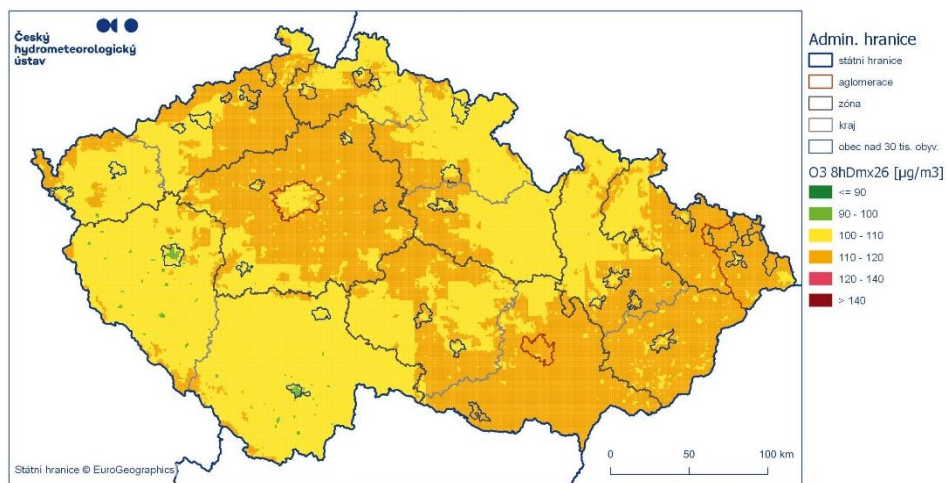 Český
hydrometeorologický
ústav
Admin. hranice
státní hranice
aglomerace
zóna
kraj
obec nad 30 tis. obyv.
O3 8hDmx26 [µg/m3]
<= 90
90 - 100
100 - 110
110 - 120
120 - 140
> 140
Státní hranice © EuroGeographics
0 50 100 km